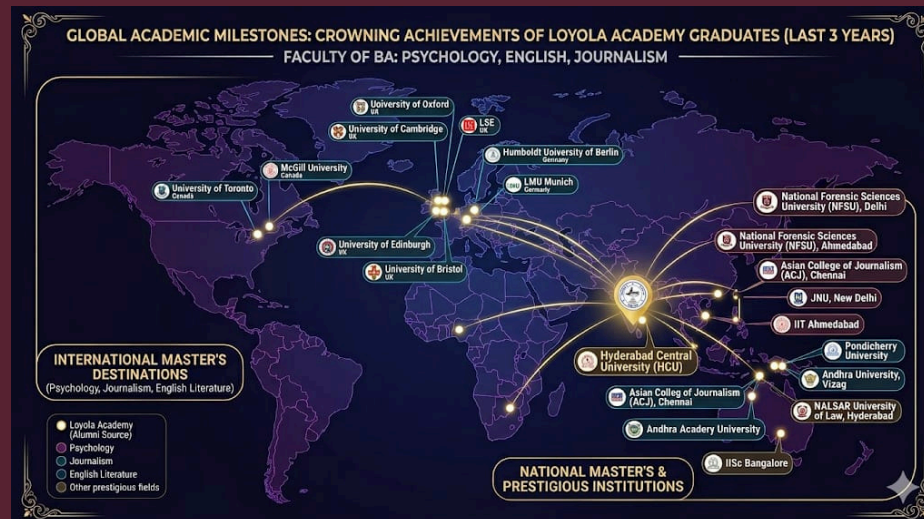 GLOBAL ACADEMIC MILESTONES: CROWNING ACHIEVEMENTS OF LOYOLA ACADEMY GRADUATES (LAST 3 YEARS)
FACULTY OF BA: PSYCHOLOGY, ENGLISH, JOURNALISM
Uoiversity of Oxford
UA
LSE
UK
University of Cambridge
UK
Humboldt Uoiversity of Berlin
Gennany
McGill University
Canada
LMU Munich
Germarly
University of Toronto
Cenada
National Forensic Sciences
University (NFSU), Delhi
National Forensic Sciences
University (NFSU), Ahmedabad
University of Edinburgh
VK
University of Bristol
UK
Asian College of Journalism
(ACJ), Chennai
JNU, New Delhi
IIT Ahmedabad
Pondicherry
University
Hyderabad Central
University (HCU)
Andhra University,
Vizag
Asian Colleg of Journalism
(ACJ), Chennai
NALSAR University
of Law, Hyderabad
Andhra Acadery University
IISc Bangalore
INTERNATIONAL MASTER'S
DESTINATIONS
(Psychology, Journalism, English Literature)
Loyola Academy
(Alumni Source)
Psychology
Journalism
English Literature
Other prestigious fields
NATIONAL MASTER'S &
PRESTIGIOUS INSTITUTIONS